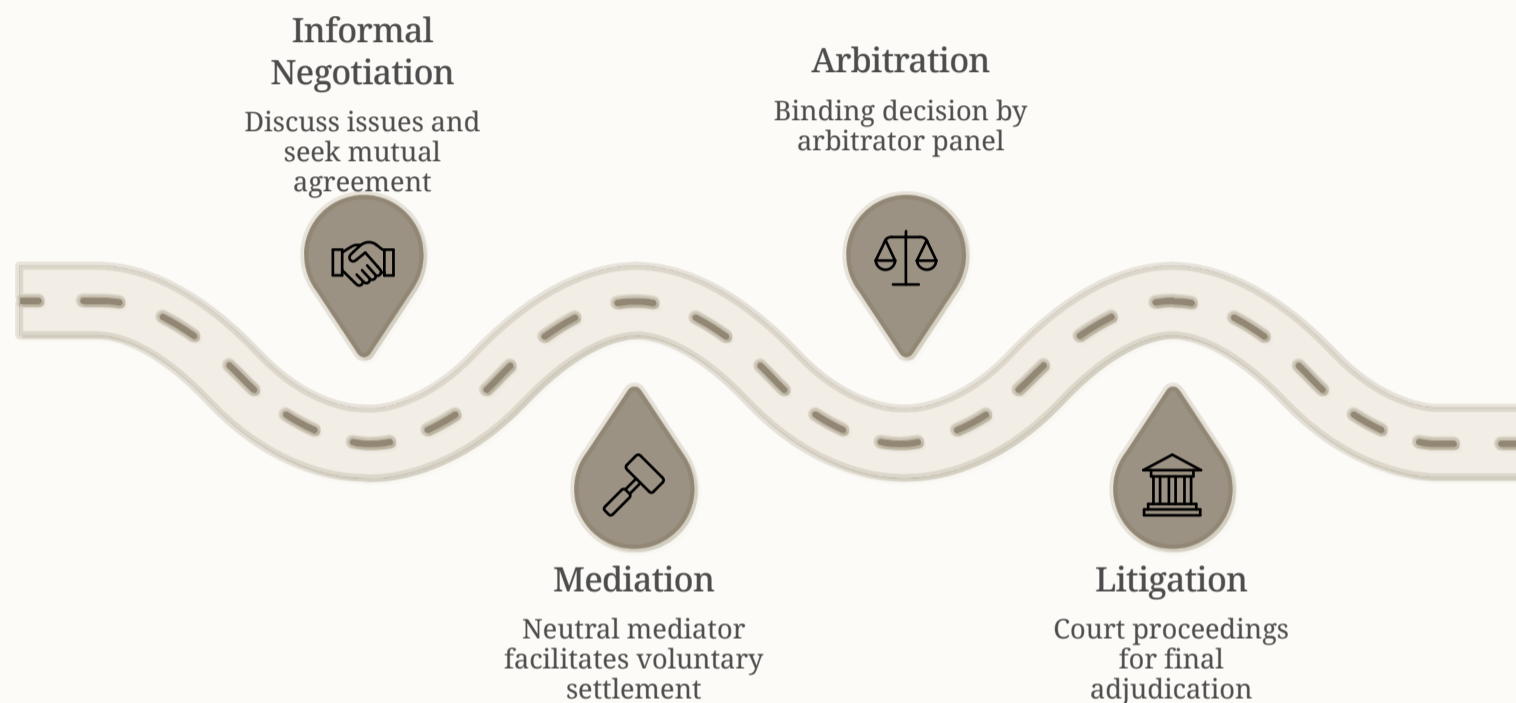 Informal
Negotiation
Discuss issues and
seek mutual
agreement
Mediation
Neutral mediator
facilitates voluntary
settlement
Arbitration
Binding decision by
arbitrator panel
Litigation
Court proceedings
for final
adjudication